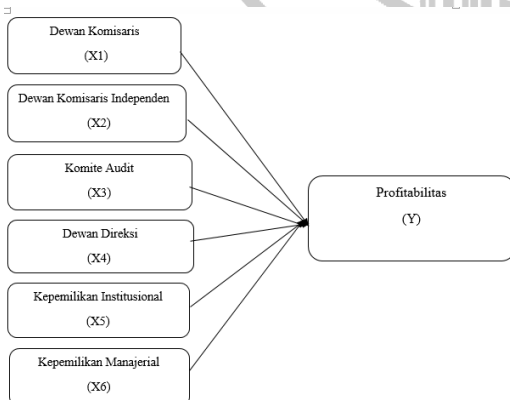 Dewan Komisaris
(X1)
Dewan Komisaris Independen
(X2)
Komite Audit
(X3)
Dewan Direksi
(X4)
Kepemilikan Institusional
(X5)
Kepemilikan Manajerial
(X6)
Profitabilitas
(Y)